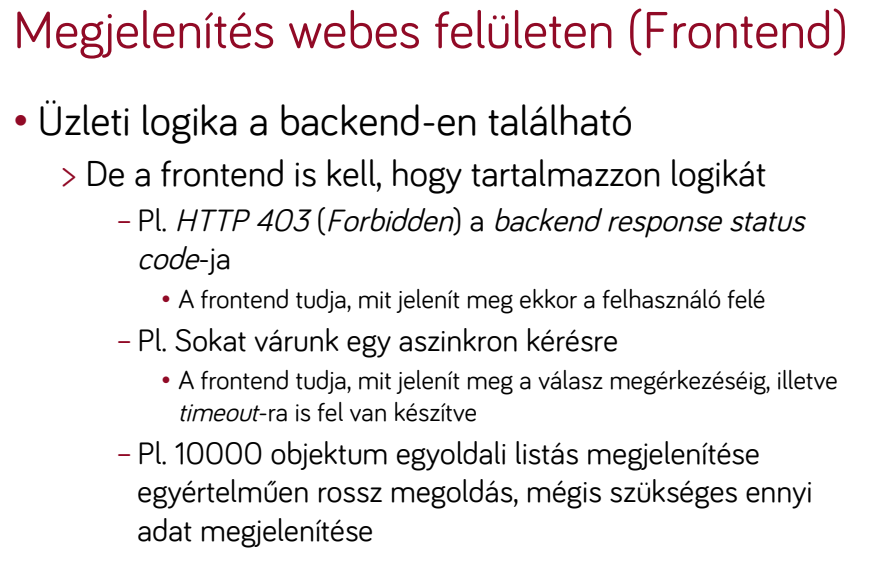 Megjelenítés webes felületen (Frontend)
• Üzleti logika a backend-en található
> De a frontend is kell, hogy tartalmazzon logikát
– Pl. HTTP 403 (Forbidden) a backend response status
code-ja
• A frontend tudja, mit jelenít meg ekkor a felhasználó felé
– Pl. Sokat várunk egy aszinkron kérésre
• A frontend tudja, mit jelenít meg a válasz megérkezéséig, illetve
timeout-ra is fel van készítve
– Pl. 10000 objektum egyoldali listás megjelenítése
egyértelműen rossz megoldás, mégis szükséges ennyi
adat megjelenítése